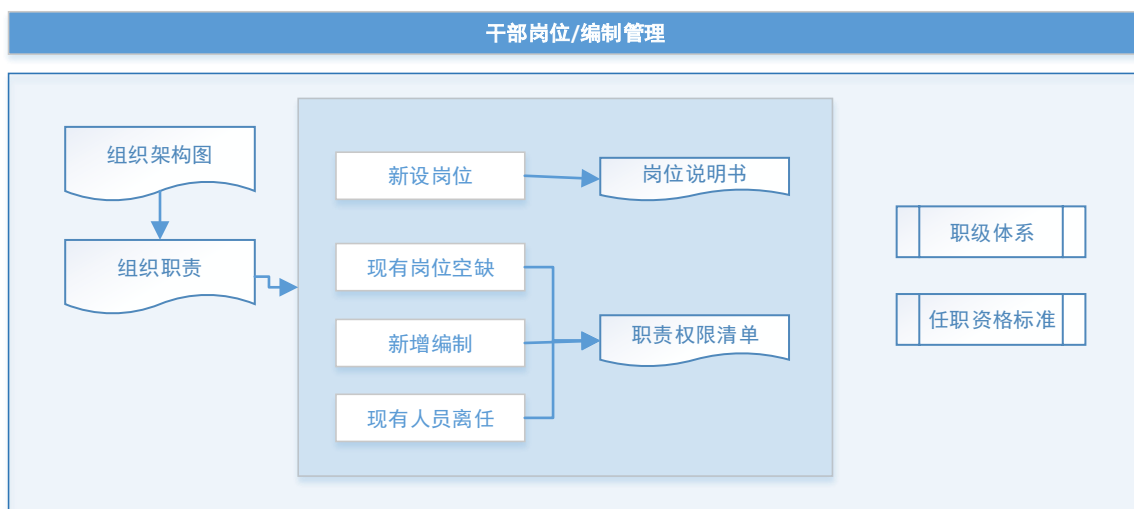 干部岗位/编制管理
组织架构图
组织职责
新设岗位
岗位说明书
现有岗位空缺
新增编制
现有人员离任
职责权限清单
职级体系
任职资格标准